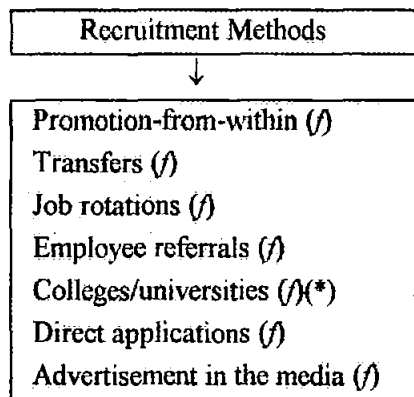 Recruitment Methods
↓
Promotion-from-within (f)
Transfers (f)
Job rotations (f)
Employee referrals (f)
Colleges/universities (f)(*)
Direct applications (f)
Advertisement in the media (f)